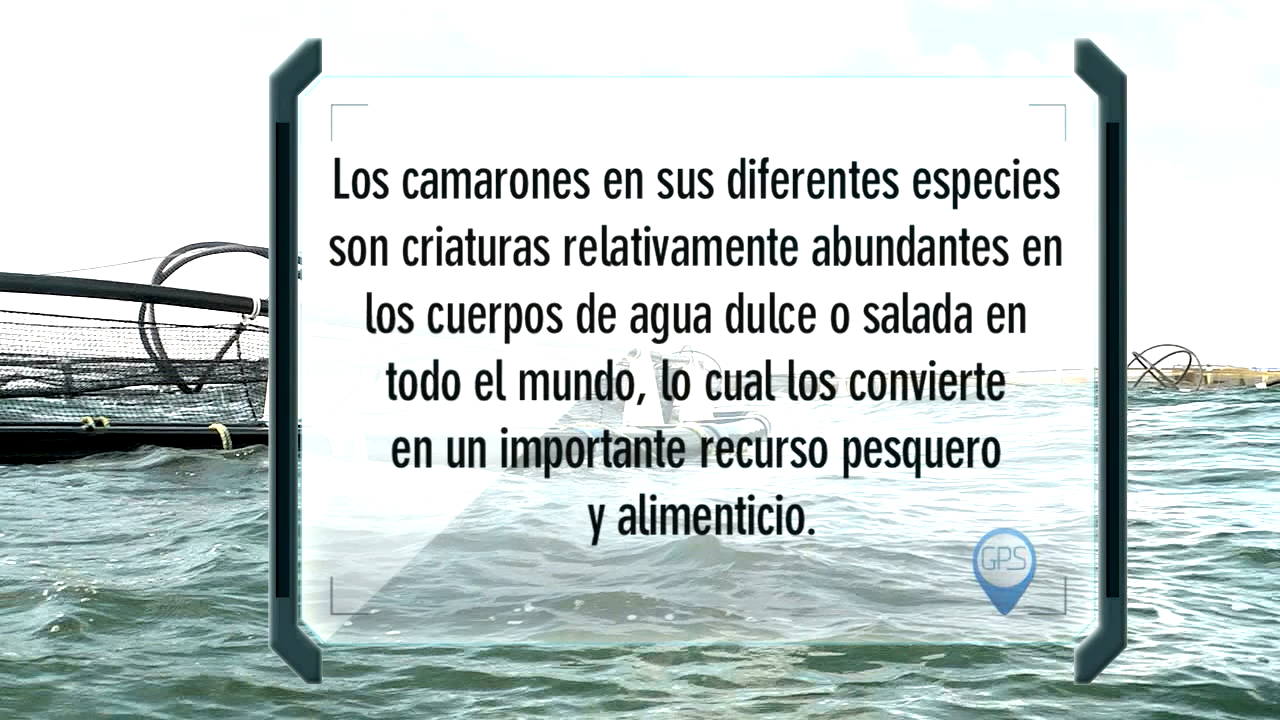 Los camarones en sus diferentes especies
son criaturas relativamente abundantes en
los cuerpos de agua dulce o salada en
todo el mundo, lo cual los convierte
en un importante recurso pesquero
y alimenticio.
GPS